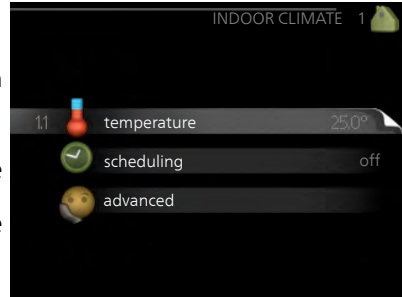 INDOOR CLIMATE 1
1.1 temperature 25.0°
scheduling off
advanced